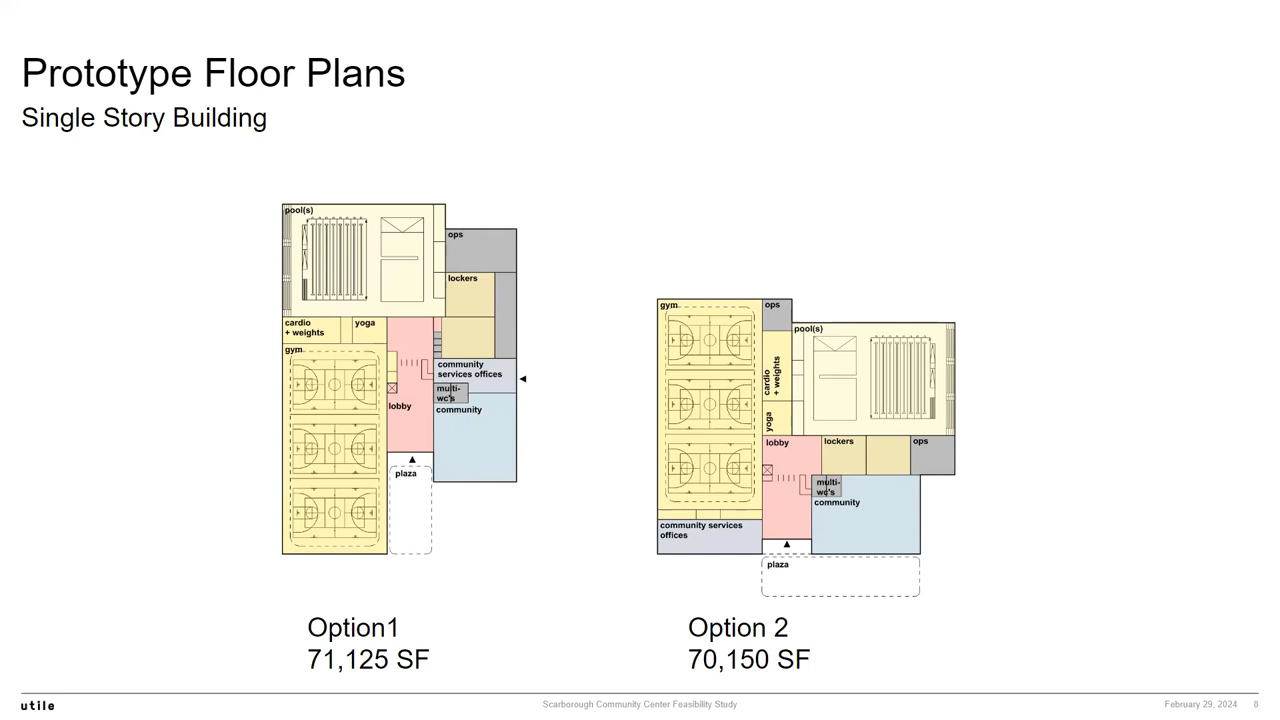 Prototype Floor Plans
Single Story Building
pool(s)
ops
lockers
cardio
+ weights
yoga
gym
community
services offices
multi-
wc's
lobby
community
plaza
Option1
71,125 SF
gym
ops
pool(s)
cardio
+ weights
yoga
lobby
lockers
ops
multi-
wc's
community
community services
offices
plaza
Option 2
70,150 SF
utile
Scarborough Community Center Feasibility Study
February 29, 2024
8